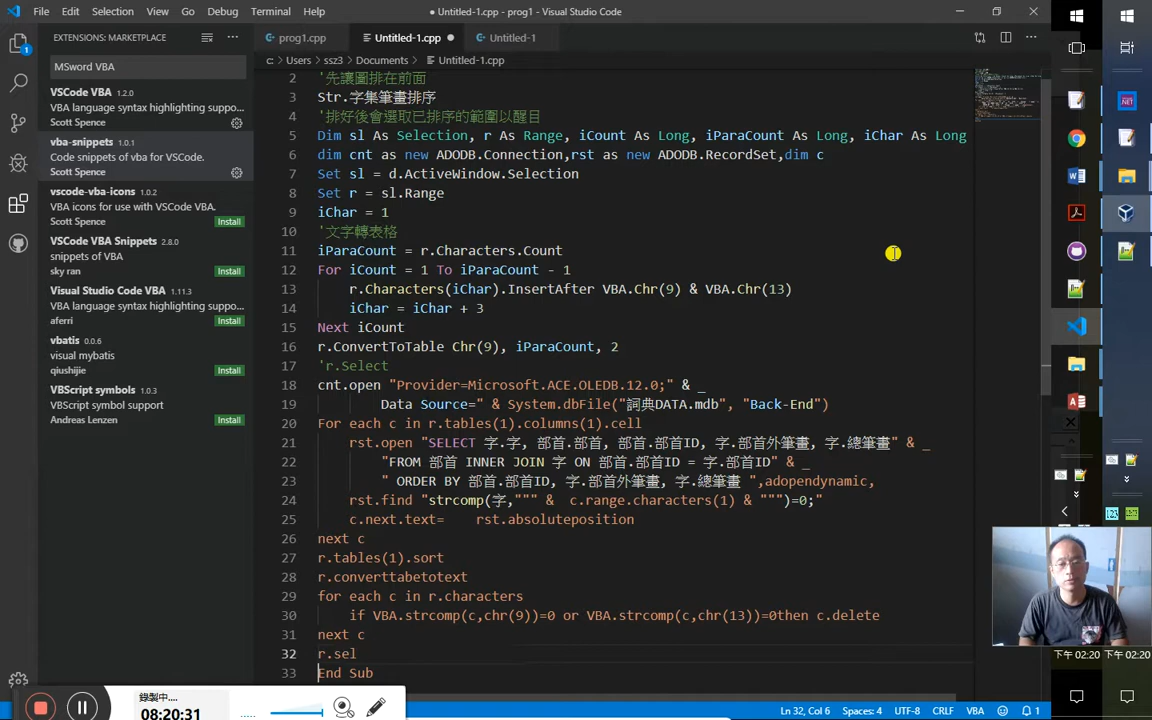 File Edit Selection View Go Debug Terminal Help
● Untitled-1.cpp - prog1 - Visual Studio Code
EXTENSIONS: MARKETPLACE
MSword VBA
VSCode VBA 1.2.0
VBA language syntax highlighting suppo...
Scott Spence
vba-snippets 1.0.1
Code snippets of vba for VSCode.
Scott Spence
vscode-vba-icons 1.0.2
VBA icons for use with VSCode VBA.
Scott Spence Install
VSCode VBA Snippets 2.8.0
snippets of VBA
sky ran Install
Visual Studio Code VBA 1.11.3
VBA language syntax highlighting suppo...
aferri Install
vbatis 0.0.6
visual mybatis
qiushijie Install
VBScript symbols 1.0.3
VBScript symbol support
Andreas Lenzen Install
prog1.cpp Untitled-1.cpp ● Untitled-1
c: > Users > ssz3 > Documents > Untitled-1.cpp
2 '先讓圖排在前面
3 Str.字集筆畫排序
4 '排好後會選取已排序的範圍以醒目
5 Dim sl As Selection, r As Range, iCount As Long, iParaCount As Long, iChar As Long
6 dim cnt as new ADODB.Connection,rst as new ADODB.RecordSet,dim c
7 Set sl = d.ActiveWindow.Selection
8 Set r = sl.Range
9 iChar = 1
10 '文字轉表格
11 iParaCount = r.Characters.Count
12 For iCount = 1 To iParaCount - 1
13 r.Characters(iChar).InsertAfter VBA.Chr(9) & VBA.Chr(13)
14 iChar = iChar + 3
15 Next iCount
16 r.ConvertToTable Chr(9), iParaCount, 2
17 'r.Select
18 cnt.open "Provider=Microsoft.ACE.OLEDB.12.0;" & _
19 Data Source=" & System.dbFile("詞典DATA.mdb", "Back-End")
20 For each c in r.tables(1).columns(1).cell
21 rst.open "SELECT 字.字, 部首.部首, 部首.部首ID, 字.部首外筆畫, 字.總筆畫" & _
22 "FROM 部首 INNER JOIN 字 ON 部首.部首ID = 字.部首ID" & _
23 " ORDER BY 部首.部首ID, 字.部首外筆畫, 字.總筆畫 ",adopendynamic,
24 rst.find "strcomp(字,""" & c.range.characters(1) & """)=0;"
25 c.next.text= rst.absoluteposition
26 next c
27 r.tables(1).sort
28 r.converttabetotext
29 for each c in r.characters
30 if VBA.strcomp(c,chr(9))=0 or VBA.strcomp(c,chr(13))=0then c.delete
31 next c
32 r.sel
33 End Sub
錄製中....
08:20:31
Ln 32, Col 6 Spaces: 4 UTF-8 CRLF VBA 1
下午 02:20 下午 02:20